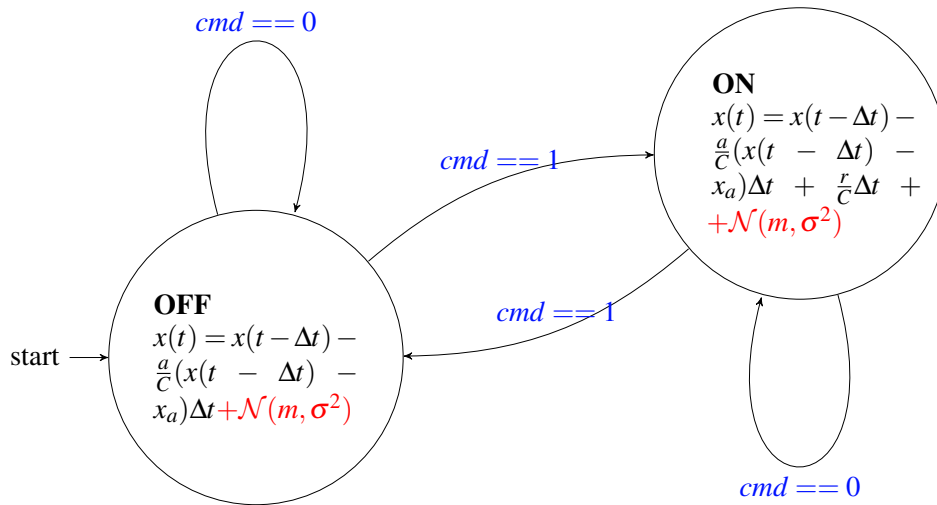 cmd == 0
ON
x(t) = x(t − Δt) −
a/C (x(t − Δt) −
x_a)Δt + r/C Δt +
+𝒩(m, σ²)
cmd == 1
OFF
x(t) = x(t − Δt) −
a/C (x(t − Δt) −
x_a)Δt+𝒩(m, σ²)
cmd == 1
start
cmd == 0